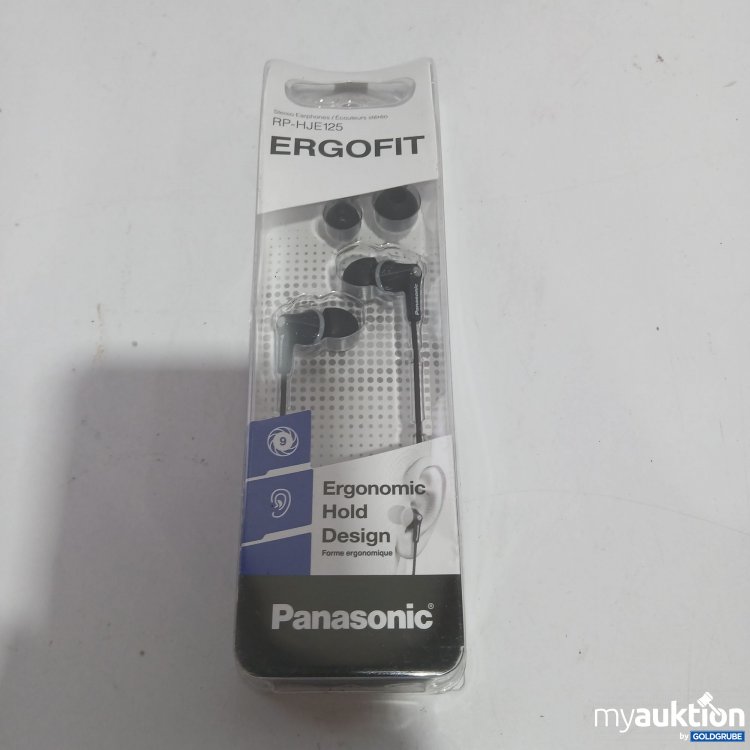 Stereo Earphones / Écouteurs stéréo
RP-HJE125
ERGOFIT
Panasonic
9
Ergonomic
Hold
Design
Forme ergonomique
Panasonic®
myauktion
by GOLDGRUBE